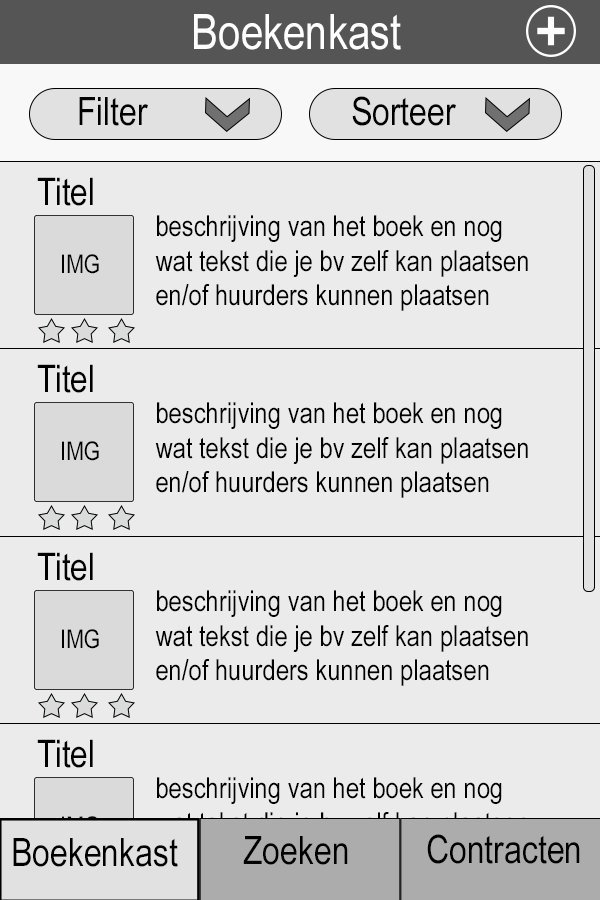 Boekenkast
Filter
Sorteer
Titel
IMG
beschrijving van het boek en nog
wat tekst die je bv zelf kan plaatsen
en/of huurders kunnen plaatsen
Titel
IMG
beschrijving van het boek en nog
wat tekst die je bv zelf kan plaatsen
en/of huurders kunnen plaatsen
Titel
IMG
beschrijving van het boek en nog
wat tekst die je bv zelf kan plaatsen
en/of huurders kunnen plaatsen
Titel
beschrijving van het boek en nog
Boekenkast
Zoeken
Contracten